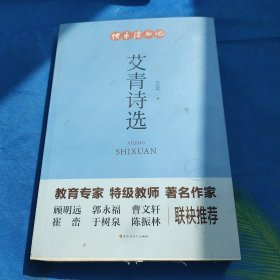 快乐读书吧
艾青诗选
艾青 著
AIQING
SHIXUAN
教育专家 特级教师 著名作家
顾明远 郭永福 曹文轩
崔峦 于树泉 陈振林
联袂推荐